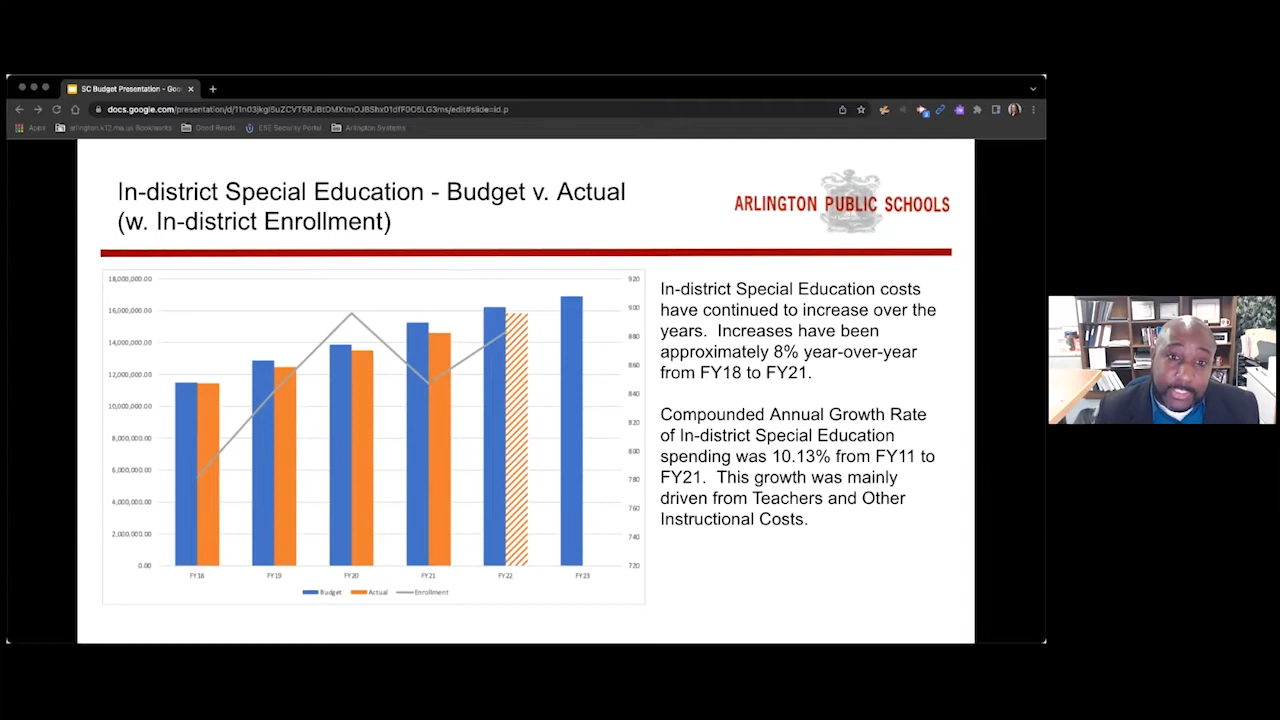 SC Budget Presentation - Goo
Apps
arlington.k12.ma.us Bookmarks
Good Reads
ESE Security Portal
Arlington Systems
In-district Special Education - Budget v. Actual
(w. In-district Enrollment)
ARLINGTON PUBLIC SCHOOLS
18,000,000.00
16,000,000.00
14,000,000.00
12,000,000.00
10,000,000.00
8,000,000.00
6,000,000.00
4,000,000.00
2,000,000.00
0.00
920
900
880
860
840
820
800
780
760
740
720
FY18
FY19
FY20
FY21
FY22
FY23
Budget
Actual
Enrollment
In-district Special Education costs
have continued to increase over the
years. Increases have been
approximately 8% year-over-year
from FY18 to FY21.
Compounded Annual Growth Rate
of In-district Special Education
spending was 10.13% from FY11 to
FY21. This growth was mainly
driven from Teachers and Other
Instructional Costs.